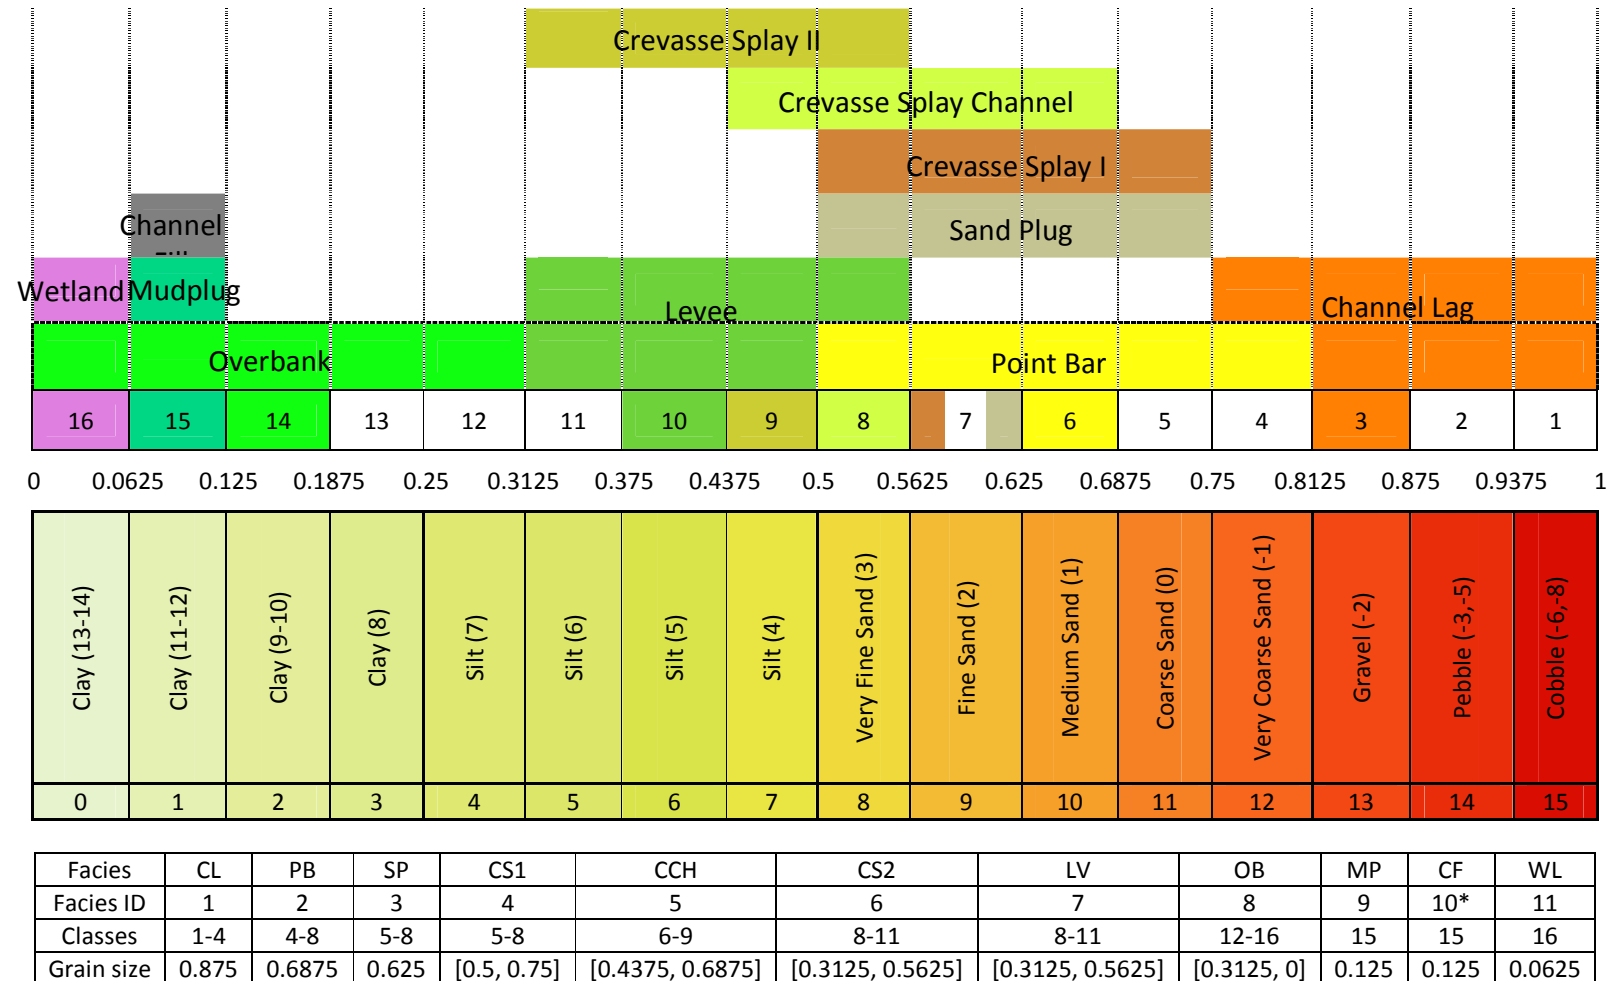 Crevasse Splay II
Crevasse Splay Channel
Crevasse Splay I
Channel Sand Plug
Fill
Wetland Mudplug Levee Channel Lag
Overbank Point Bar
16 15 14 13 12 11 10 9 8 7 6 5 4 3 2 1
0 0.0625 0.125 0.1875 0.25 0.3125 0.375 0.4375 0.5 0.5625 0.625 0.6875 0.75 0.8125 0.875 0.9375 1
Clay (13-14)
Clay (11-12)
Clay (9-10)
Clay (8)
Silt (7)
Silt (6)
Silt (5)
Silt (4)
Very Fine Sand (3)
Fine Sand (2)
Medium Sand (1)
Coarse Sand (0)
Very Coarse Sand (-1)
Gravel (-2)
Pebble (-3,-5)
Cobble (-6,-8)
0 1 2 3 4 5 6 7 8 9 10 11 12 13 14 15
Facies CL PB SP CS1 CCH CS2 LV OB MP CF WL
Facies ID 1 2 3 4 5 6 7 8 9 10* 11
Classes 1-4 4-8 5-8 5-8 6-9 8-11 8-11 12-16 15 15 16
Grain size 0.875 0.6875 0.625 [0.5, 0.75] [0.4375, 0.6875] [0.3125, 0.5625] [0.3125, 0.5625] [0.3125, 0] 0.125 0.125 0.0625